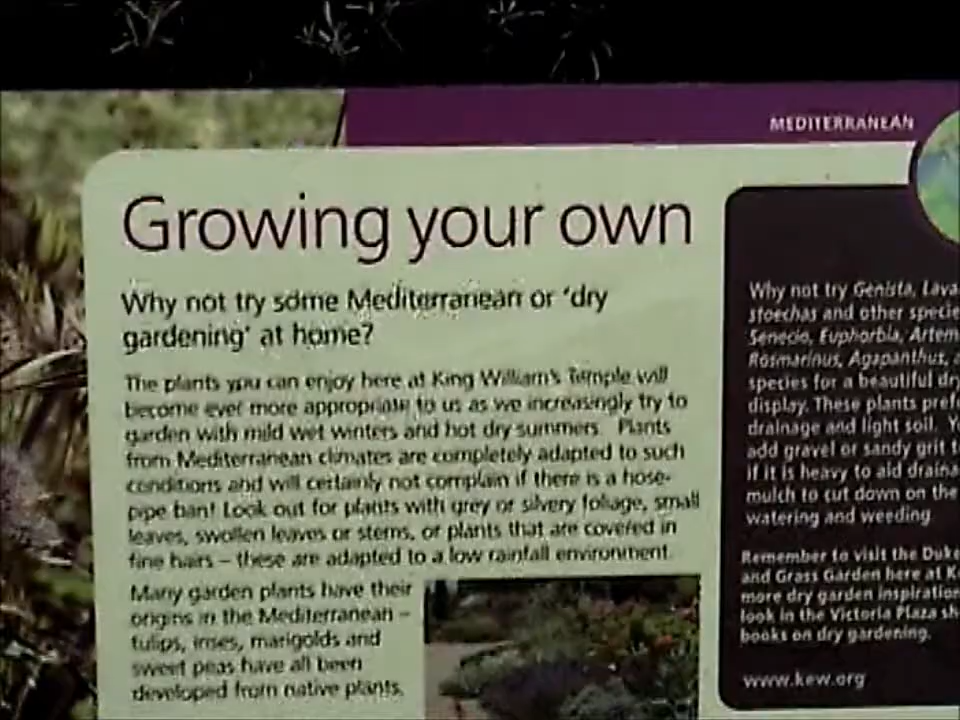 MEDITERRANEAN
Growing your own
Why not try some Mediterranean or 'dry
gardening' at home?
The plants you can enjoy here at King William's Temple will
become ever more appropriate to us as we increasingly try to
garden with mild wet winters and hot dry summers. Plants
from Mediterranean climates are completely adapted to such
conditions and will certainly not complain if there is a hose-
pipe ban! Look out for plants with grey or silvery foliage, small
leaves, swollen leaves or stems, or plants that are covered in
fine hairs – these are adapted to a low rainfall environment.
Many garden plants have their
origins in the Mediterranean –
tulips, irises, marigolds and
sweet peas have all been
developed from native plants.
Why not try Genista, Lava
stoechas and other specie
Senecio, Euphorbia, Artem
Rosmarinus, Agapanthus, a
species for a beautiful dry
display. These plants pref
drainage and light soil. Y
add gravel or sandy grit t
if it is heavy to aid draina
mulch to cut down on the
watering and weeding
Remember to visit the Duke
and Grass Garden here at K
more dry garden inspiration
look in the Victoria Plaza sh
books on dry gardening.
www.kew.org